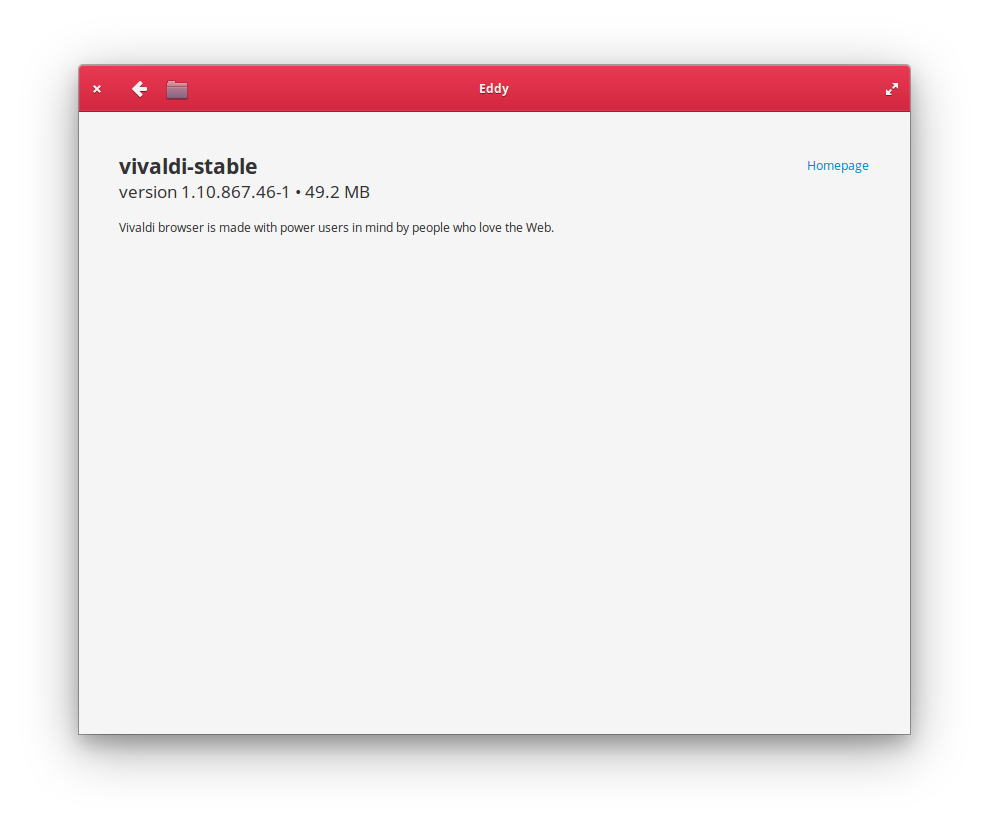 Eddy
vivaldi-stable
Homepage
version 1.10.867.46-1 • 49.2 MB
Vivaldi browser is made with power users in mind by people who love the Web.